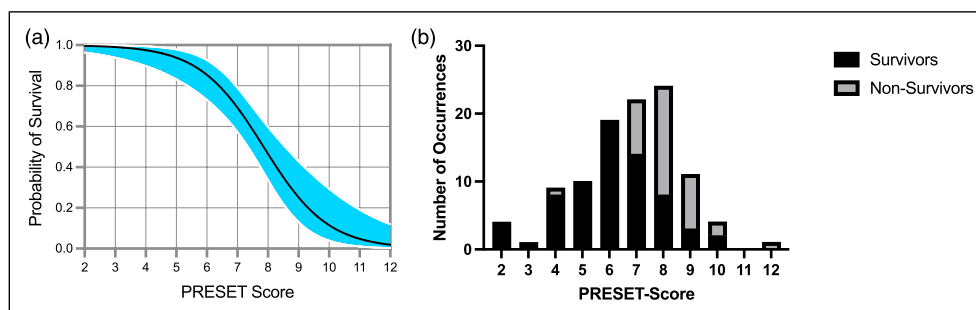 (a)
1.0
0.8
0.6
0.4
0.2
0.0
Probability of Survival
2 3 4 5 6 7 8 9 10 11 12
PRESET Score
(b)
30
20
10
0
Number of Occurrences
2 3 4 5 6 7 8 9 10 11 12
PRESET-Score
Survivors
Non-Survivors